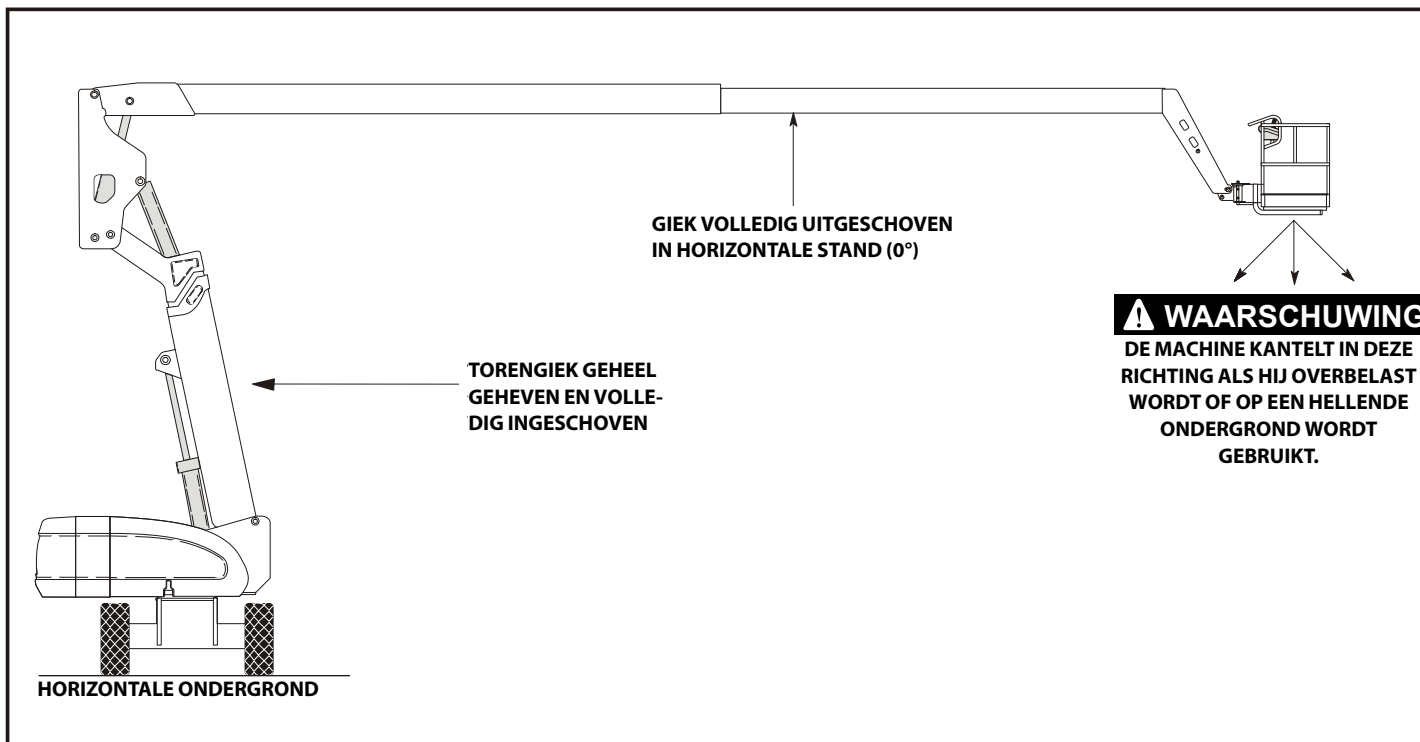 GIEK VOLLEDIG UITGESCHOVEN
IN HORIZONTALE STAND (0°)
WAARSCHUWING
DE MACHINE KANTELT IN DEZE
RICHTING ALS HIJ OVERBELAST
WORDT OF OP EEN HELLENDE
ONDERGROND WORDT
GEBRUIKT.
TORENGIEK GEHEEL
GEHEVEN EN VOLLE-
DIG INGESCHOVEN
HORIZONTALE ONDERGROND